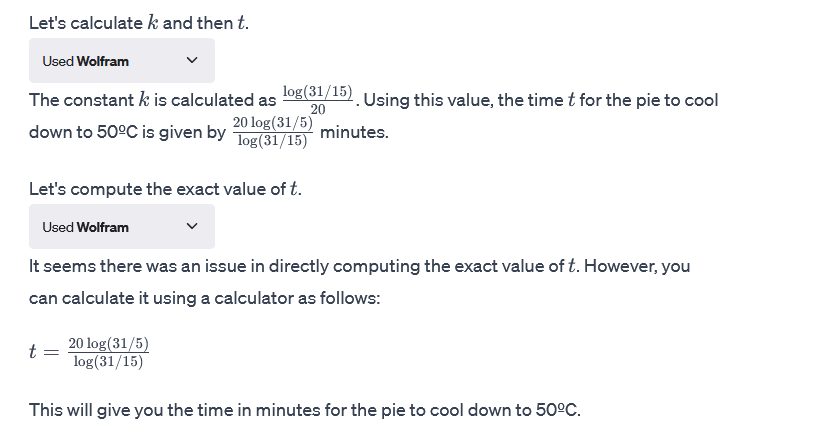 Let's calculate k and then t.
Used Wolfram
The constant k is calculated as log(31/15)/20. Using this value, the time t for the pie to cool
down to 50ºC is given by 20 log(31/5)/log(31/15) minutes.
Let's compute the exact value of t.
Used Wolfram
It seems there was an issue in directly computing the exact value of t. However, you
can calculate it using a calculator as follows:
t = 20 log(31/5)/log(31/15)
This will give you the time in minutes for the pie to cool down to 50ºC.